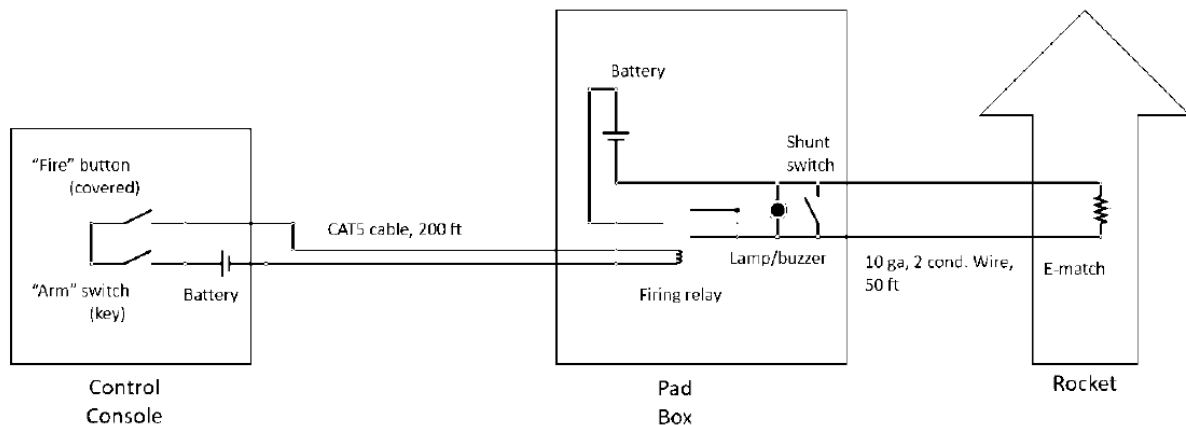 "Fire" button
(covered)
"Arm" switch
(key)
Battery
Control
Console
CAT5 cable, 200 ft
Battery
Shunt
switch
Lamp/buzzer
Firing relay
Pad
Box
10 ga, 2 cond. Wire,
50 ft
E-match
Rocket